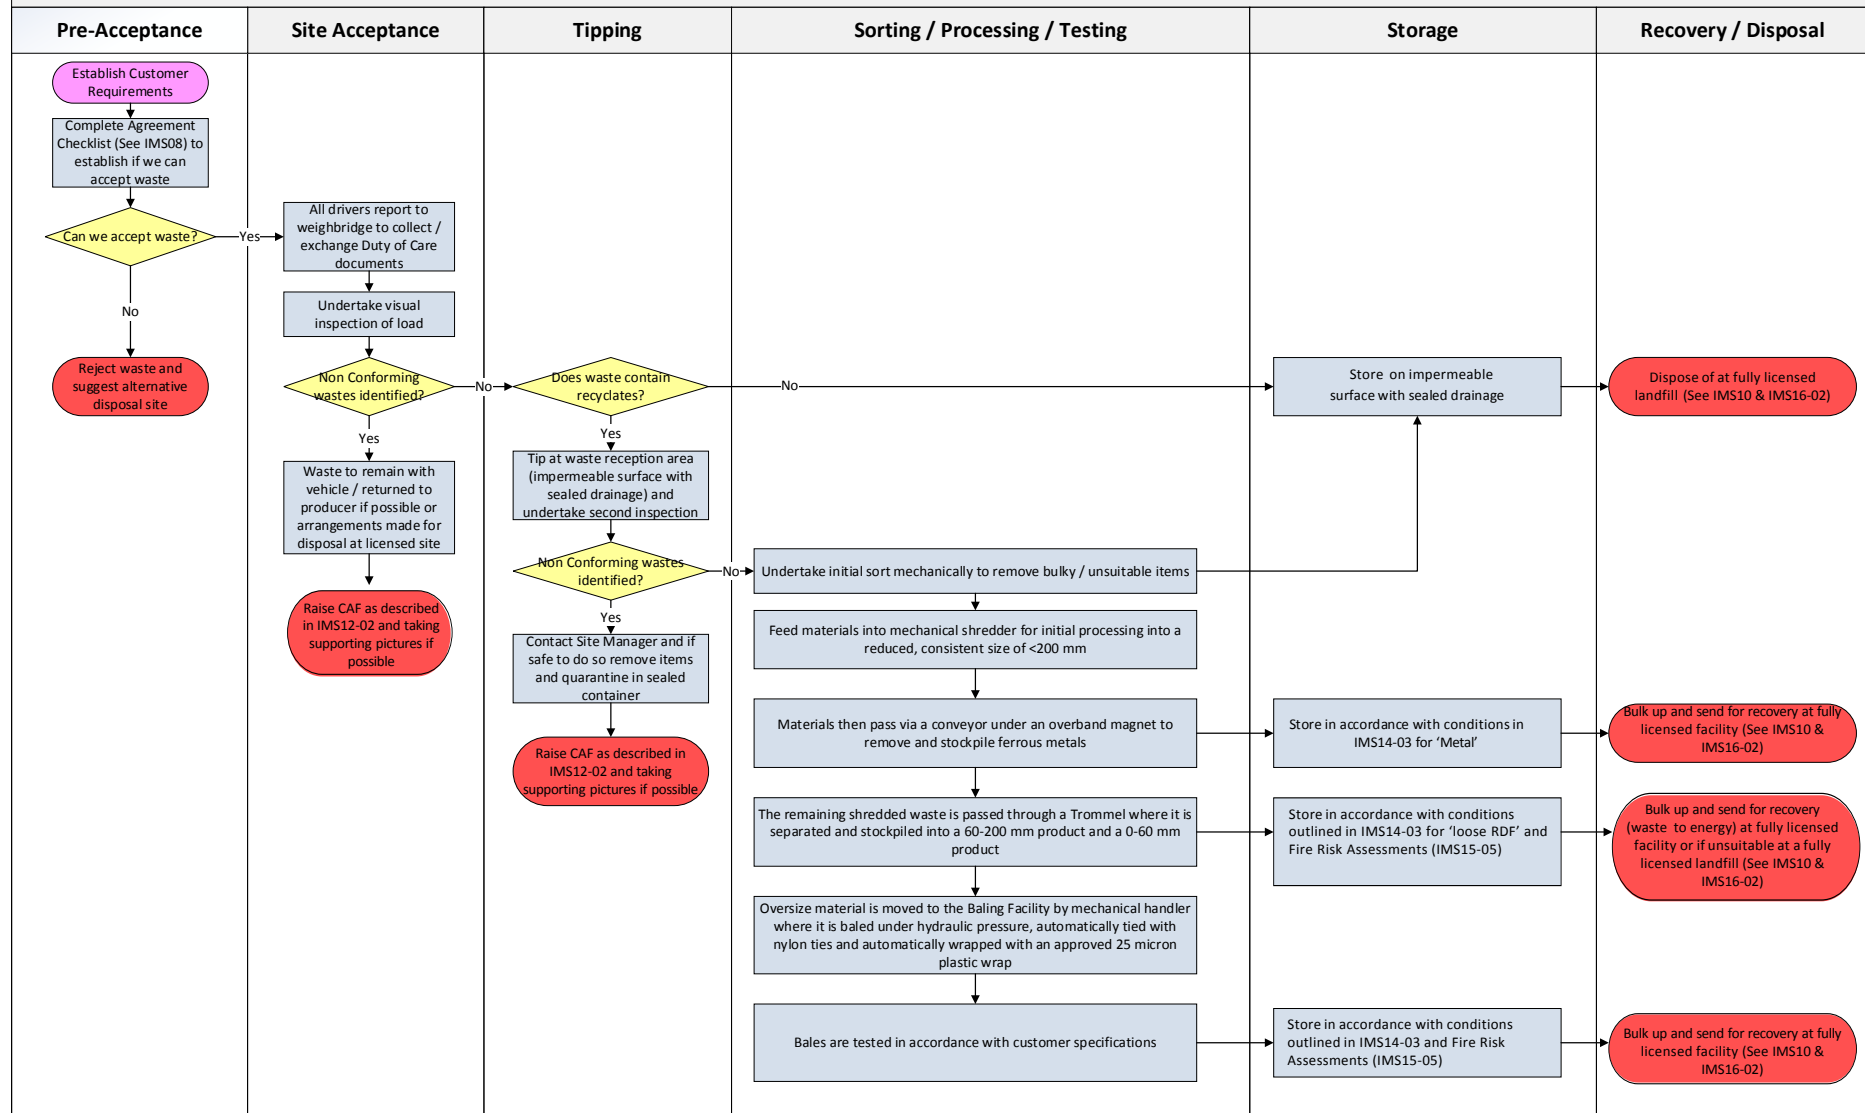 Pre-Acceptance
Site Acceptance
Tipping
Sorting / Processing / Testing
Storage
Recovery / Disposal
Establish Customer
Requirements
Complete Agreement
Checklist (See IMS08) to
establish if we can
accept waste
Can we accept waste?
Yes
No
Reject waste and
suggest alternative
disposal site
All drivers report to
weighbridge to collect /
exchange Duty of Care
documents
Undertake visual
inspection of load
Non Conforming
wastes identified?
No
Yes
Waste to remain with
vehicle / returned to
producer if possible or
arrangements made for
disposal at licensed site
Raise CAF as described
in IMS12-02 and taking
supporting pictures if
possible
Does waste contain
recyclates?
No
Yes
Tip at waste reception area
(impermeable surface with
sealed drainage) and
undertake second inspection
Non Conforming wastes
identified?
No
Yes
Contact Site Manager and if
safe to do so remove items
and quarantine in sealed
container
Raise CAF as described in
IMS12-02 and taking
supporting pictures if possible
Undertake initial sort mechanically to remove bulky / unsuitable items
Feed materials into mechanical shredder for initial processing into a
reduced, consistent size of <200 mm
Materials then pass via a conveyor under an overband magnet to
remove and stockpile ferrous metals
The remaining shredded waste is passed through a Trommel where it is
separated and stockpiled into a 60-200 mm product and a 0-60 mm
product
Oversize material is moved to the Baling Facility by mechanical handler
where it is baled under hydraulic pressure, automatically tied with
nylon ties and automatically wrapped with an approved 25 micron
plastic wrap
Bales are tested in accordance with customer specifications
Store on impermeable
surface with sealed drainage
Store in accordance with conditions in
IMS14-03 for ‘Metal’
Store in accordance with conditions
outlined in IMS14-03 for ‘loose RDF’ and
Fire Risk Assessments (IMS15-05)
Store in accordance with conditions
outlined in IMS14-03 and Fire Risk
Assessments (IMS15-05)
Dispose of at fully licensed
landfill (See IMS10 & IMS16-02)
Bulk up and send for recovery at fully
licensed facility (See IMS10 &
IMS16-02)
Bulk up and send for recovery
(waste to energy) at fully licensed
facility or if unsuitable at a fully
licensed landfill (See IMS10 &
IMS16-02)
Bulk up and send for recovery at fully
licensed facility (See IMS10 &
IMS16-02)